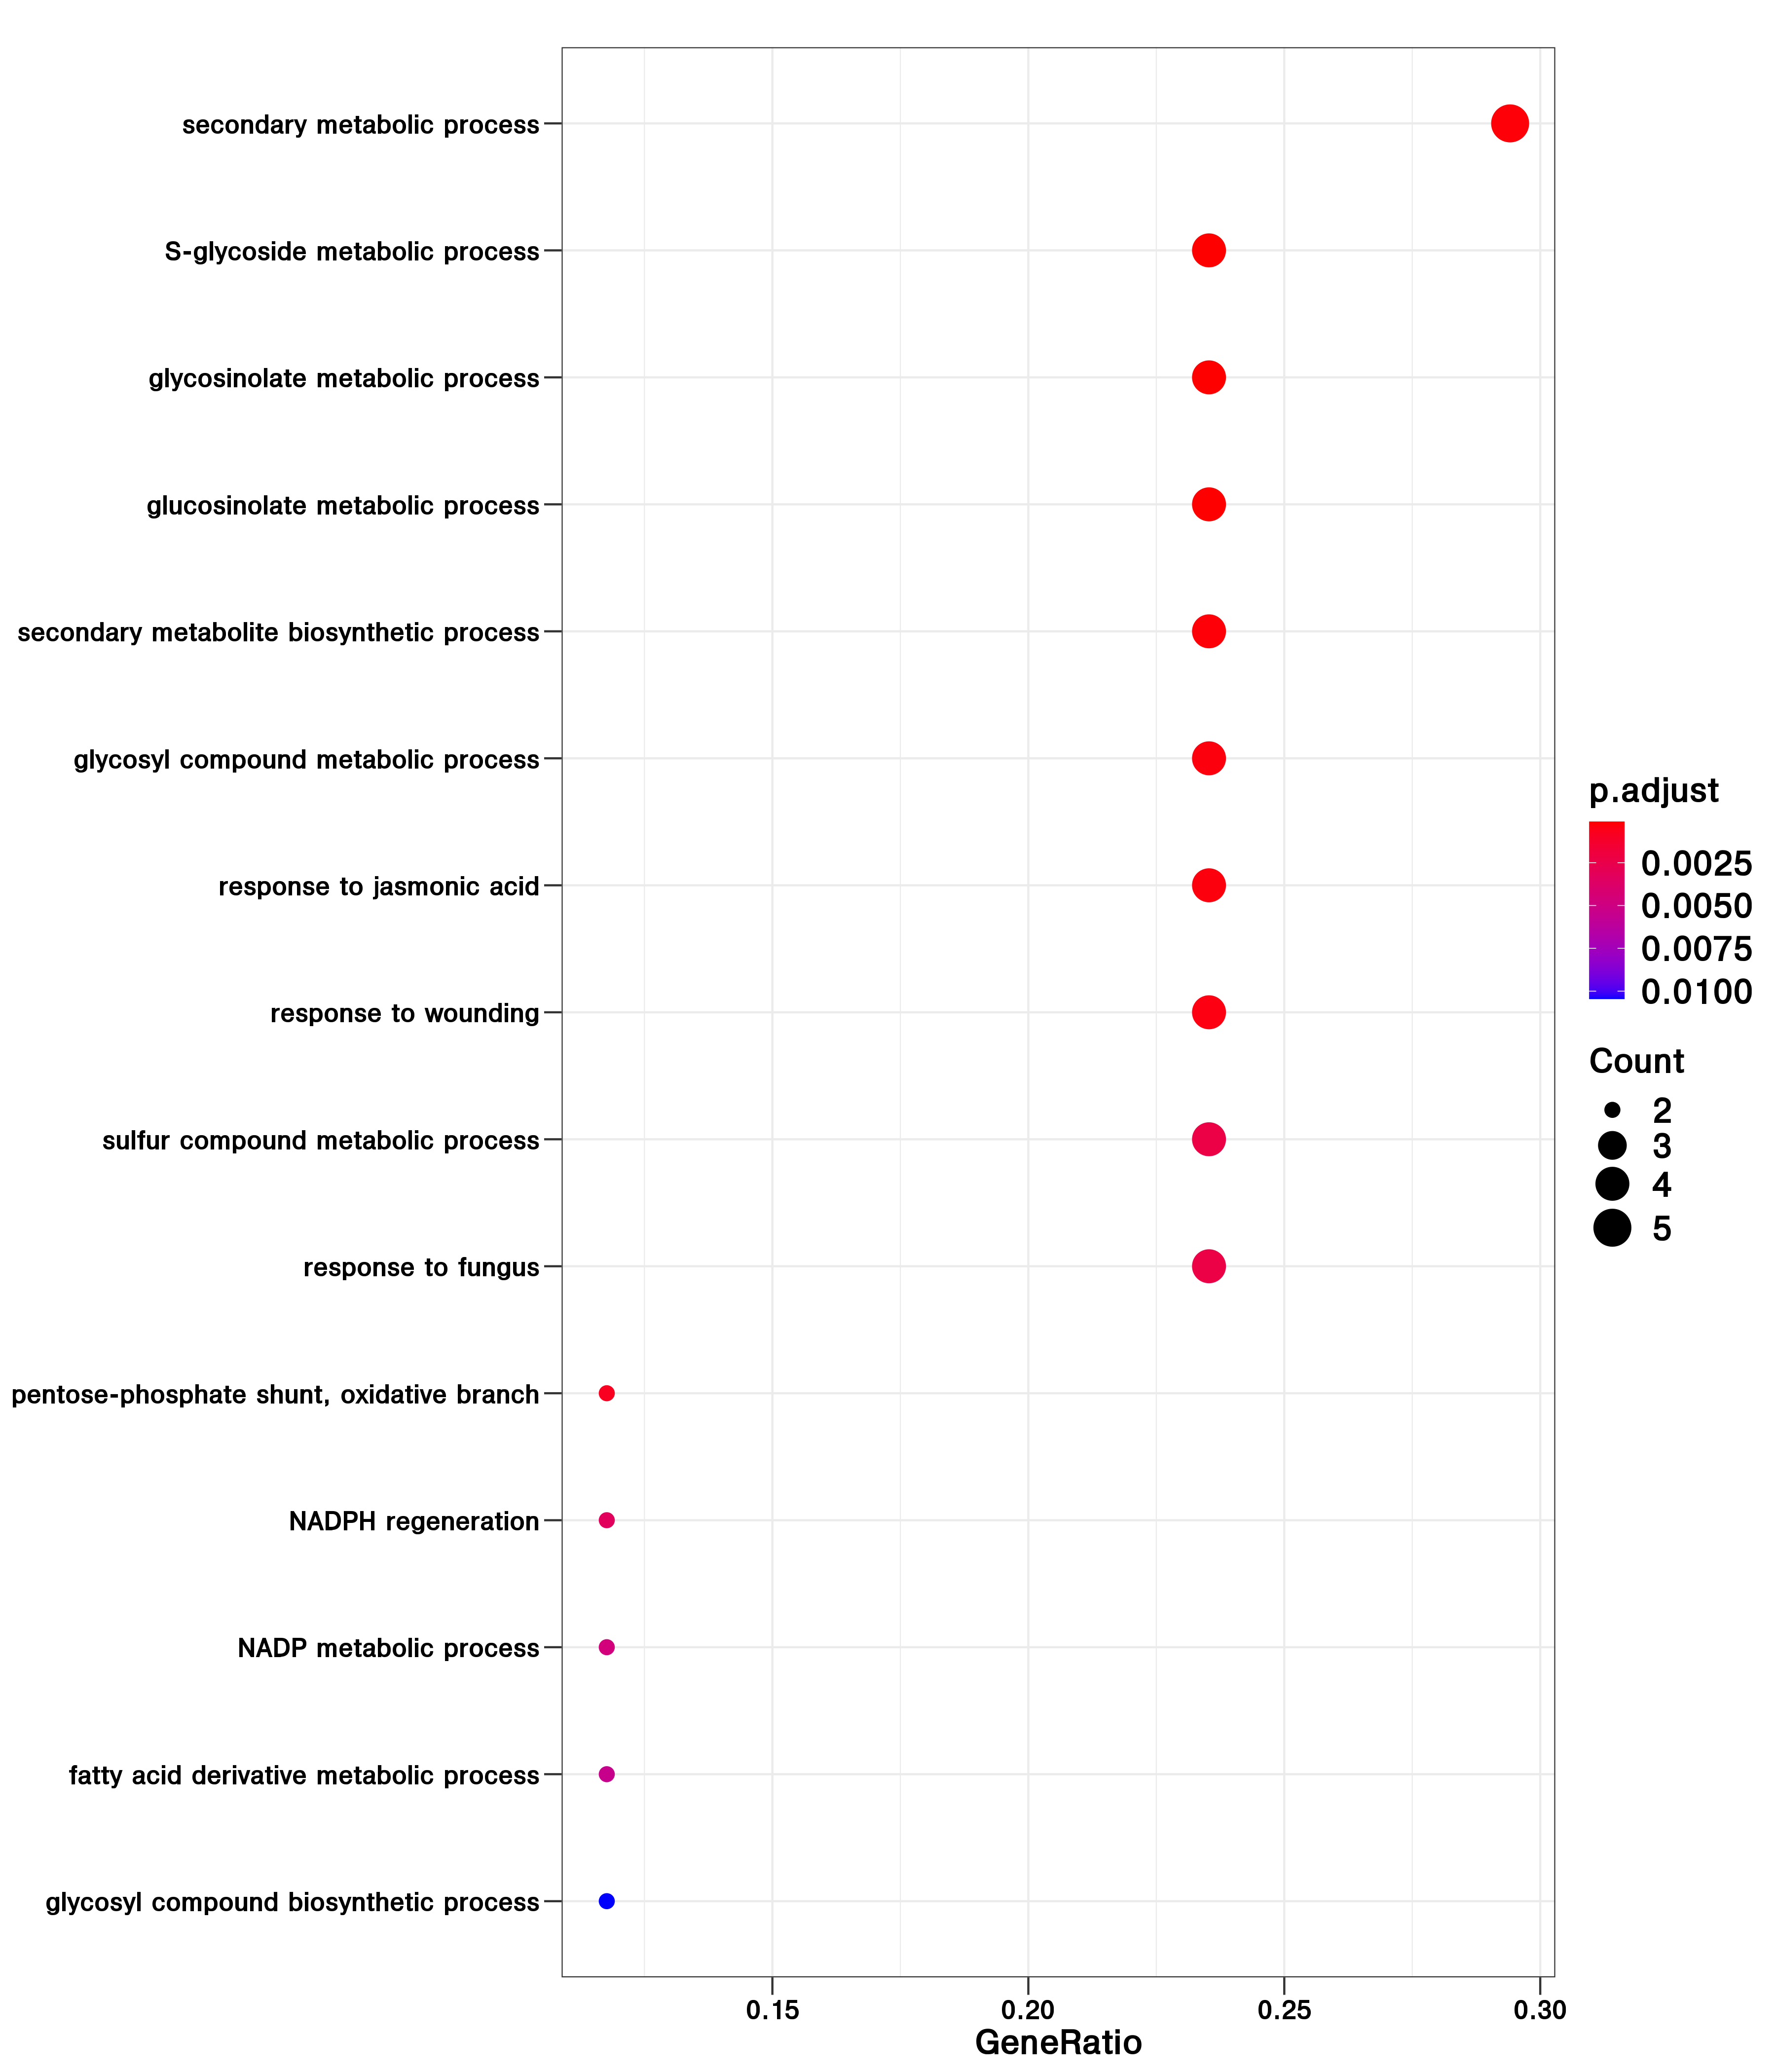 secondary metabolic process
S-glycoside metabolic process
glycosinolate metabolic process
glucosinolate metabolic process
secondary metabolite biosynthetic process
glycosyl compound metabolic process
response to jasmonic acid
response to wounding
sulfur compound metabolic process
response to fungus
pentose-phosphate shunt, oxidative branch
NADPH regeneration
NADP metabolic process
fatty acid derivative metabolic process
glycosyl compound biosynthetic process
0.15 0.20 0.25 0.30
GeneRatio
p.adjust
0.0025
0.0050
0.0075
0.0100
Count
2
3
4
5